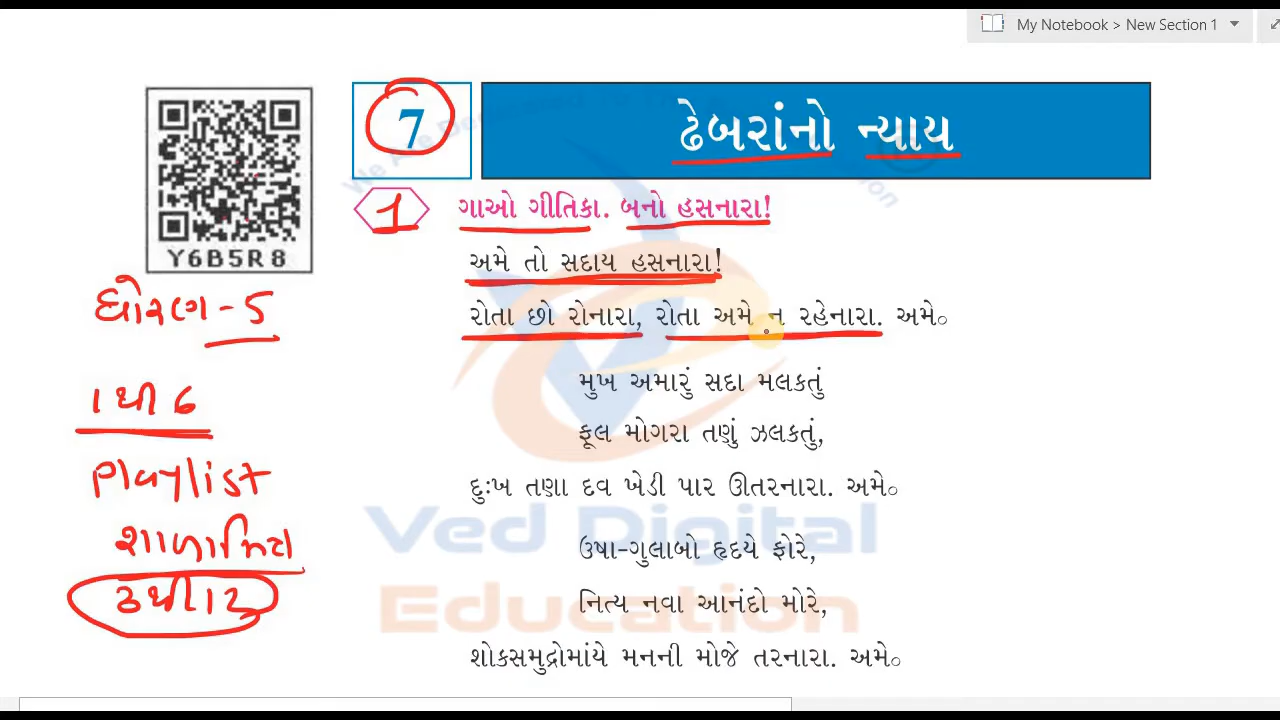 My Notebook > New Section 1
7
ઢેબરાંનો ન્યાય
1
ગાઓ ગીતિકા. બનો હસનારા!
Y6B5R8
અમે તો સદાય હસનારા!
ધોરણ - 5
રોતા છો રોનારા, રોતા અમે ન રહેનારા. અમે૦
મુખ અમારું સદા મલકતું
1 થી 6
ફૂલ મોગરા તણું ઝલકતું,
Playlist
દુઃખ તણા દવ ખેડી પાર ઊતરનારા. અમે૦
શાળામિત્ર
Ved Digital
ઉષા-ગુલાબો હૃદયે ફોરે,
3 થી 12
Education
નિત્ય નવા આનંદો મોરે,
શોકસમુદ્રોમાંયે મનની મોજે તરનારા. અમે૦